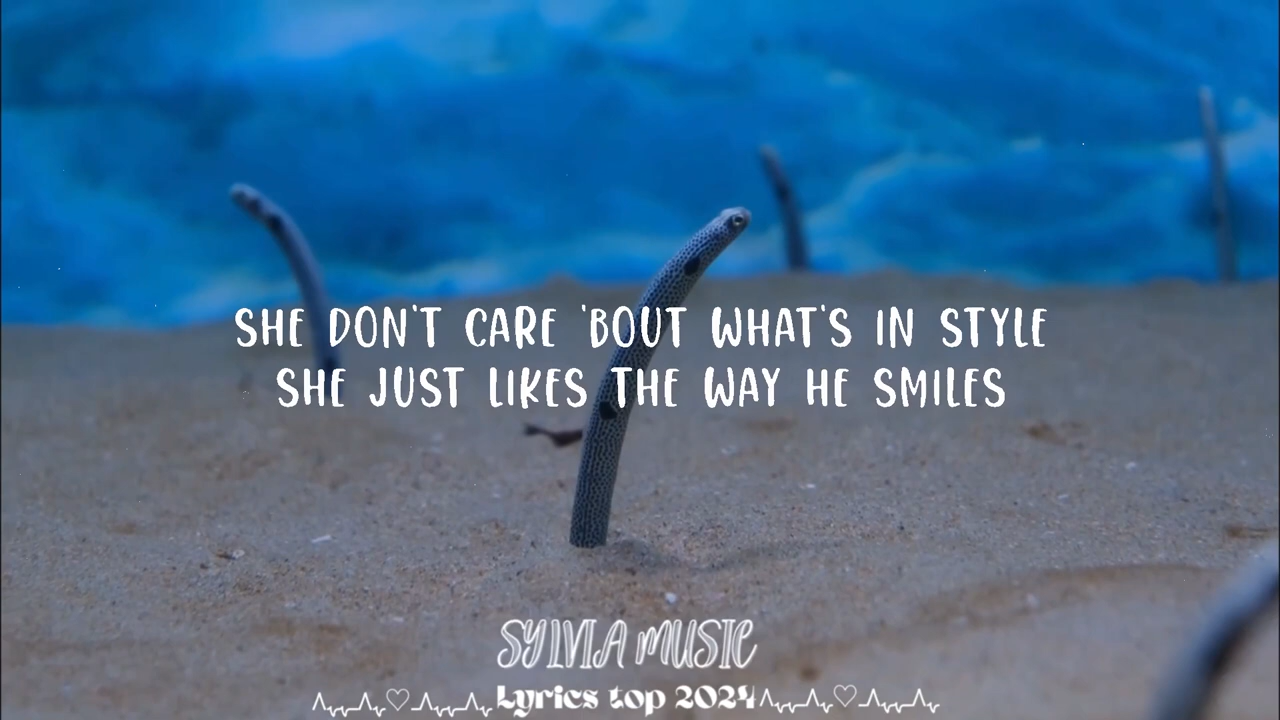 SHE DON'T CARE 'BOUT WHAT'S IN STYLE
SHE JUST LIKES THE WAY HE SMILES
SYLVIA MUSIC
Lyrics top 2024